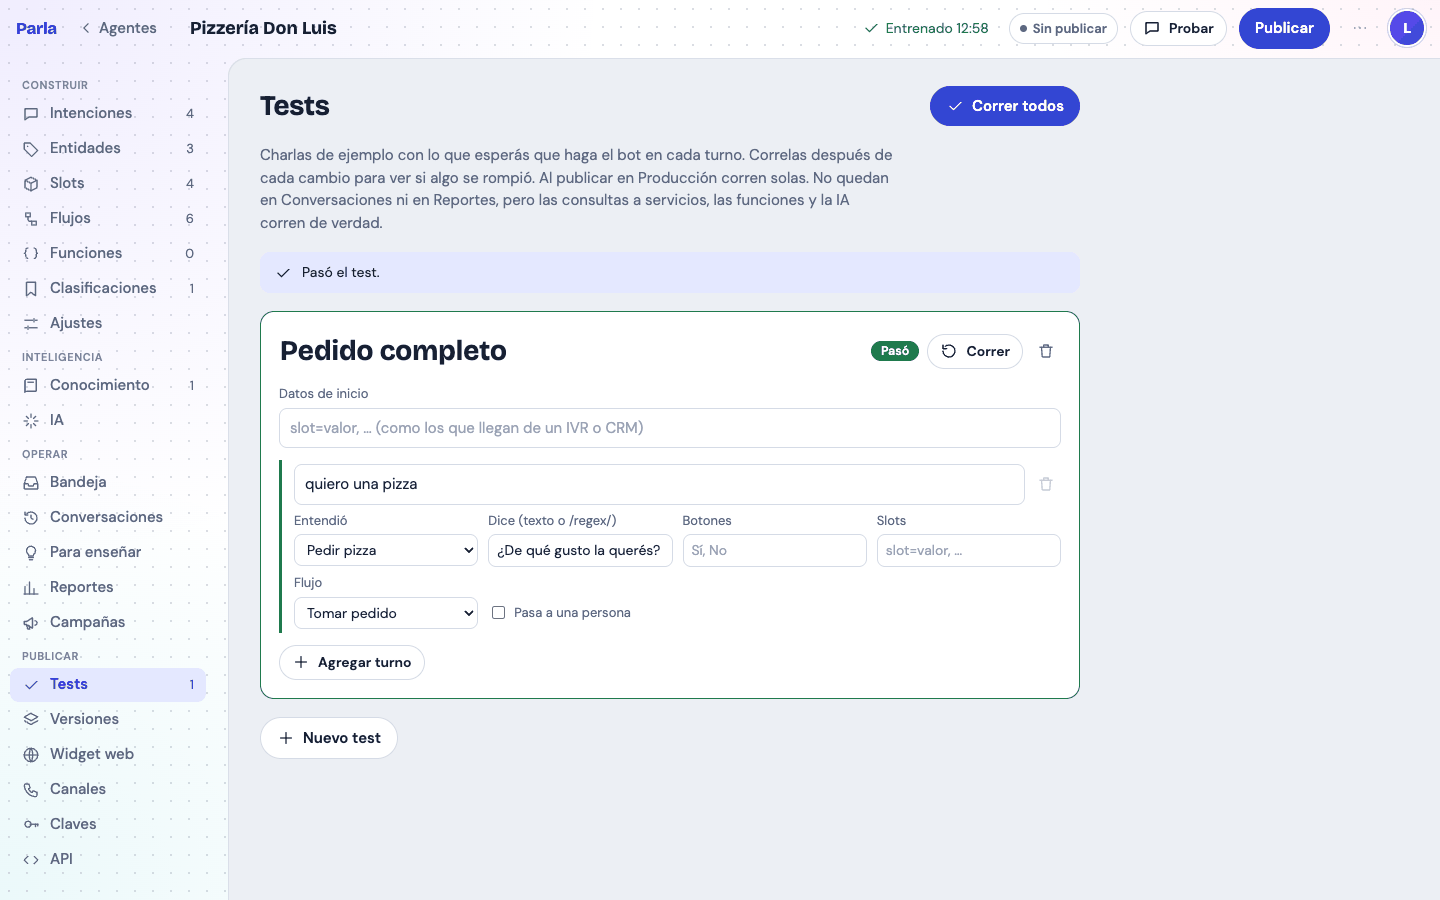 Parla
Agentes
Pizzería Don Luis
Entrenado 12:58
Sin publicar
Probar
Publicar
L
CONSTRUIR
Intenciones 4
Entidades 3
Slots 4
Flujos 6
Funciones 0
Clasificaciones 1
Ajustes
INTELIGENCIA
Conocimiento 1
IA
OPERAR
Bandeja
Conversaciones
Para enseñar
Reportes
Campañas
PUBLICAR
Tests 1
Versiones
Widget web
Canales
Claves
API
Tests
Correr todos
Charlas de ejemplo con lo que esperás que haga el bot en cada turno. Correlas después de
cada cambio para ver si algo se rompió. Al publicar en Producción corren solas. No quedan
en Conversaciones ni en Reportes, pero las consultas a servicios, las funciones y la IA
corren de verdad.
Pasó el test.
Pedido completo
Pasó
Correr
Datos de inicio
slot=valor, … (como los que llegan de un IVR o CRM)
quiero una pizza
Entendió Dice (texto o /regex/) Botones Slots
Pedir pizza ¿De qué gusto la querés? Sí, No slot=valor, …
Flujo
Tomar pedido Pasa a una persona
Agregar turno
Nuevo test